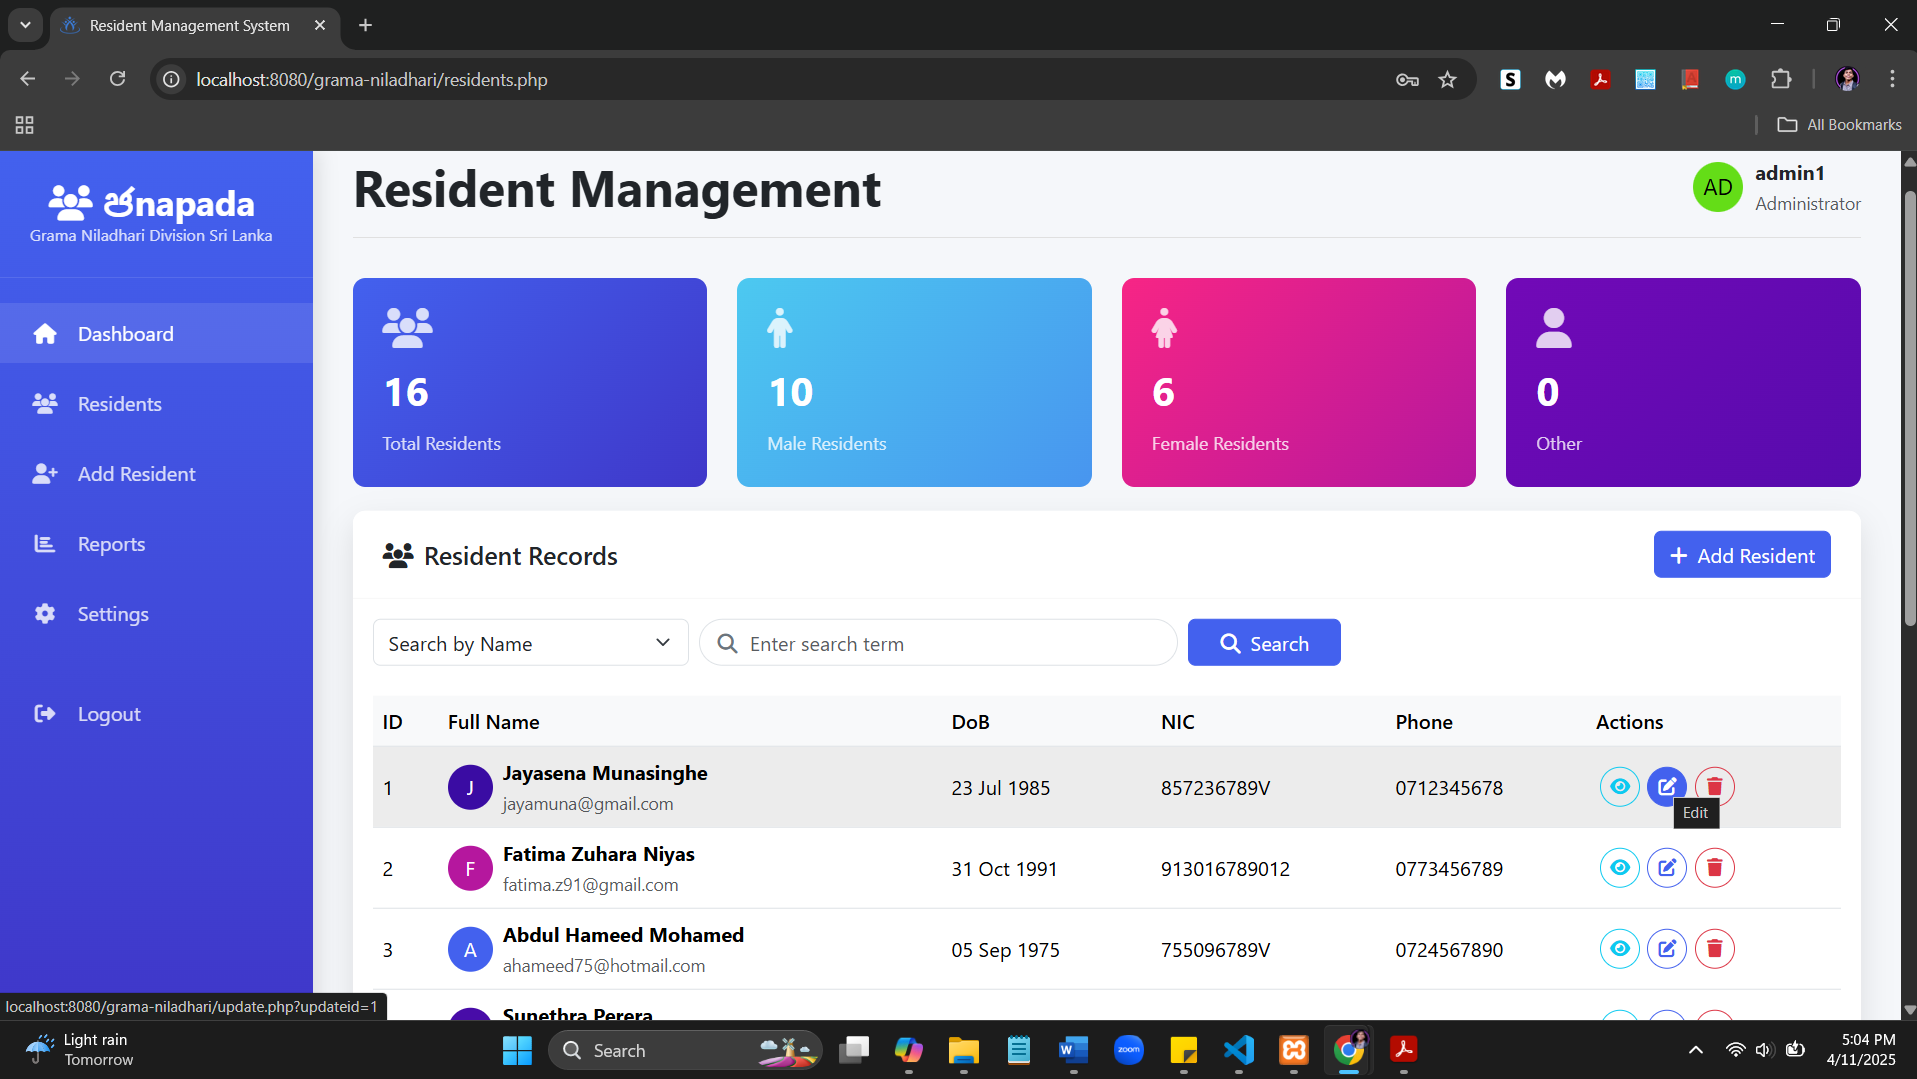 Resident Management System
localhost:8080/grama-niladhari/residents.php
All Bookmarks
ජnapada
Grama Niladhari Division Sri Lanka
Dashboard
Residents
Add Resident
Reports
Settings
Logout
Resident Management
AD
admin1
Administrator
16
Total Residents
10
Male Residents
6
Female Residents
0
Other
Resident Records
Add Resident
Search by Name
Enter search term
Search
ID Full Name DoB NIC Phone Actions
1 J Jayasena Munasinghe 23 Jul 1985 857236789V 0712345678
jayamuna@gmail.com
Edit
2 F Fatima Zuhara Niyas 31 Oct 1991 913016789012 0773456789
fatima.z91@gmail.com
3 A Abdul Hameed Mohamed 05 Sep 1975 755096789V 0724567890
ahameed75@hotmail.com
Sunethra Perera
localhost:8080/grama-niladhari/update.php?updateid=1
Light rain
Tomorrow
Search
zoom
5:04 PM
4/11/2025